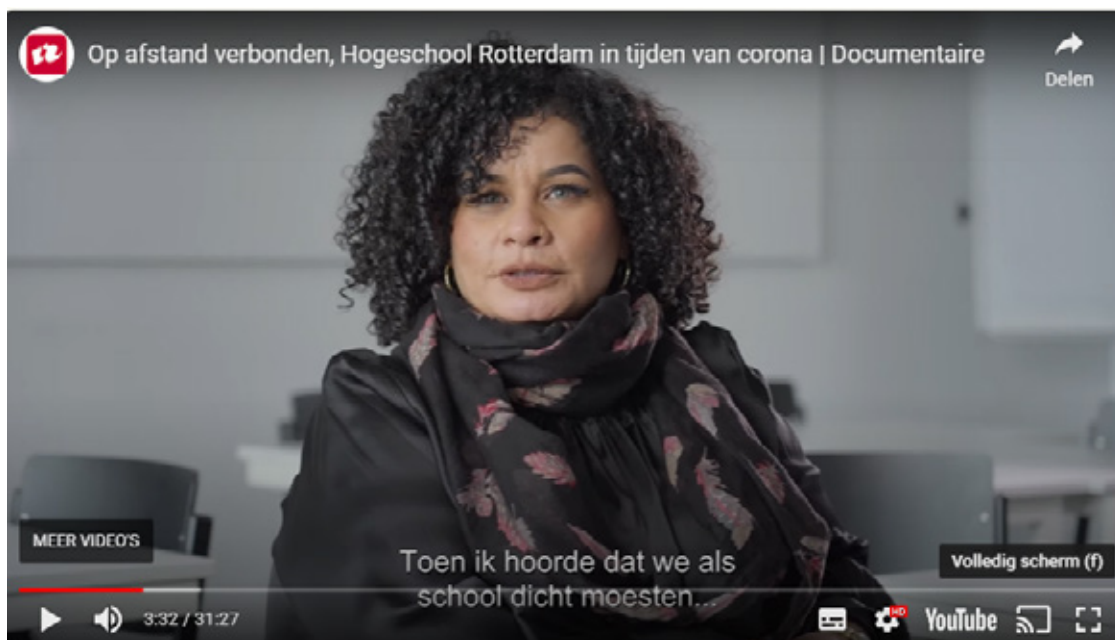 Op afstand verbonden, Hogeschool Rotterdam in tijden van corona | Documentaire
Delen
MEER VIDEO'S
Toen ik hoorde dat we als
school dicht moesten...
Volledig scherm (f)
3:32 / 31:27
HD
YouTube